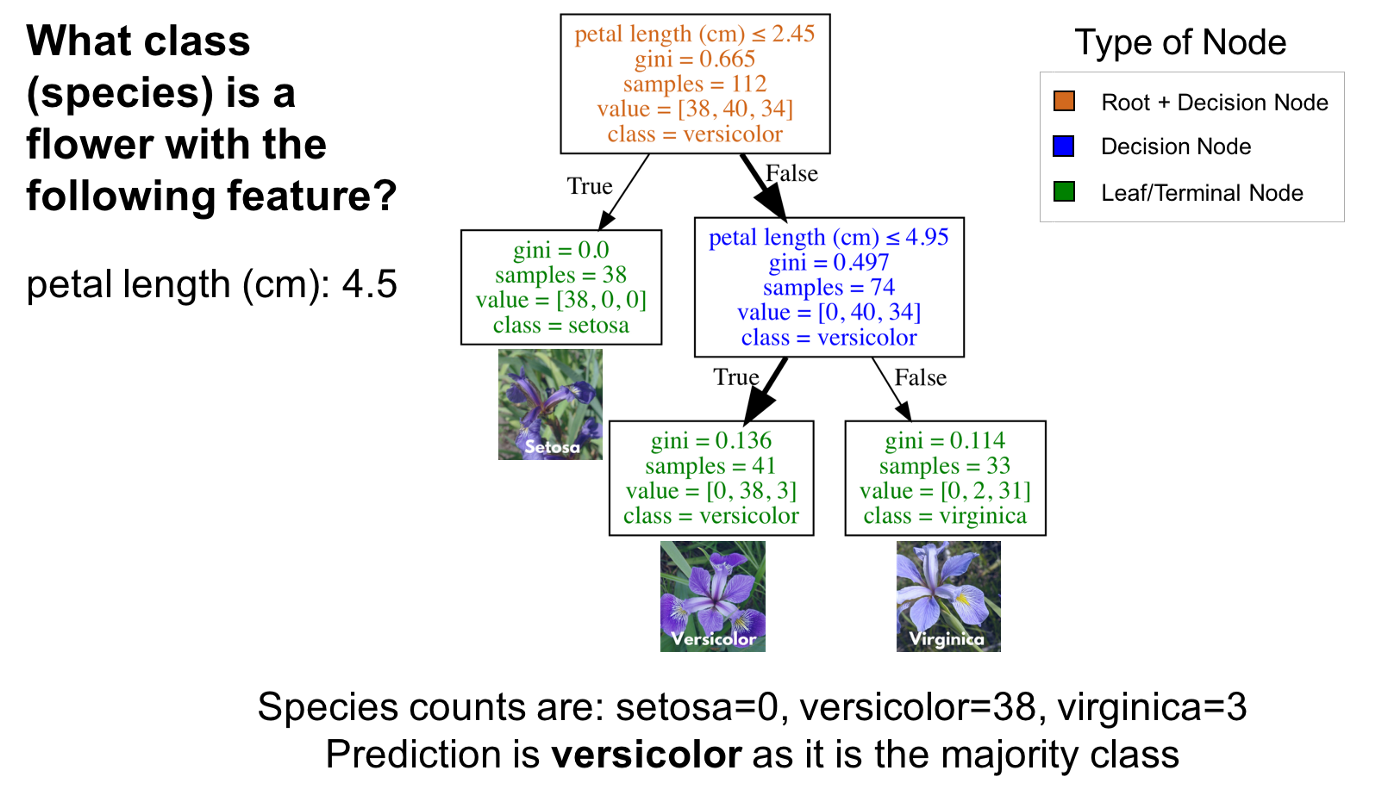 What class
(species) is a
flower with the
following feature?
petal length (cm): 4.5
petal length (cm) ≤ 2.45
gini = 0.665
samples = 112
value = [38, 40, 34]
class = versicolor
True
False
gini = 0.0
samples = 38
value = [38, 0, 0]
class = setosa
Setosa
petal length (cm) ≤ 4.95
gini = 0.497
samples = 74
value = [0, 40, 34]
class = versicolor
True
False
gini = 0.136
samples = 41
value = [0, 38, 3]
class = versicolor
Versicolor
gini = 0.114
samples = 33
value = [0, 2, 31]
class = virginica
Virginica
Type of Node
Root + Decision Node
Decision Node
Leaf/Terminal Node
Species counts are: setosa=0, versicolor=38, virginica=3
Prediction is versicolor as it is the majority class